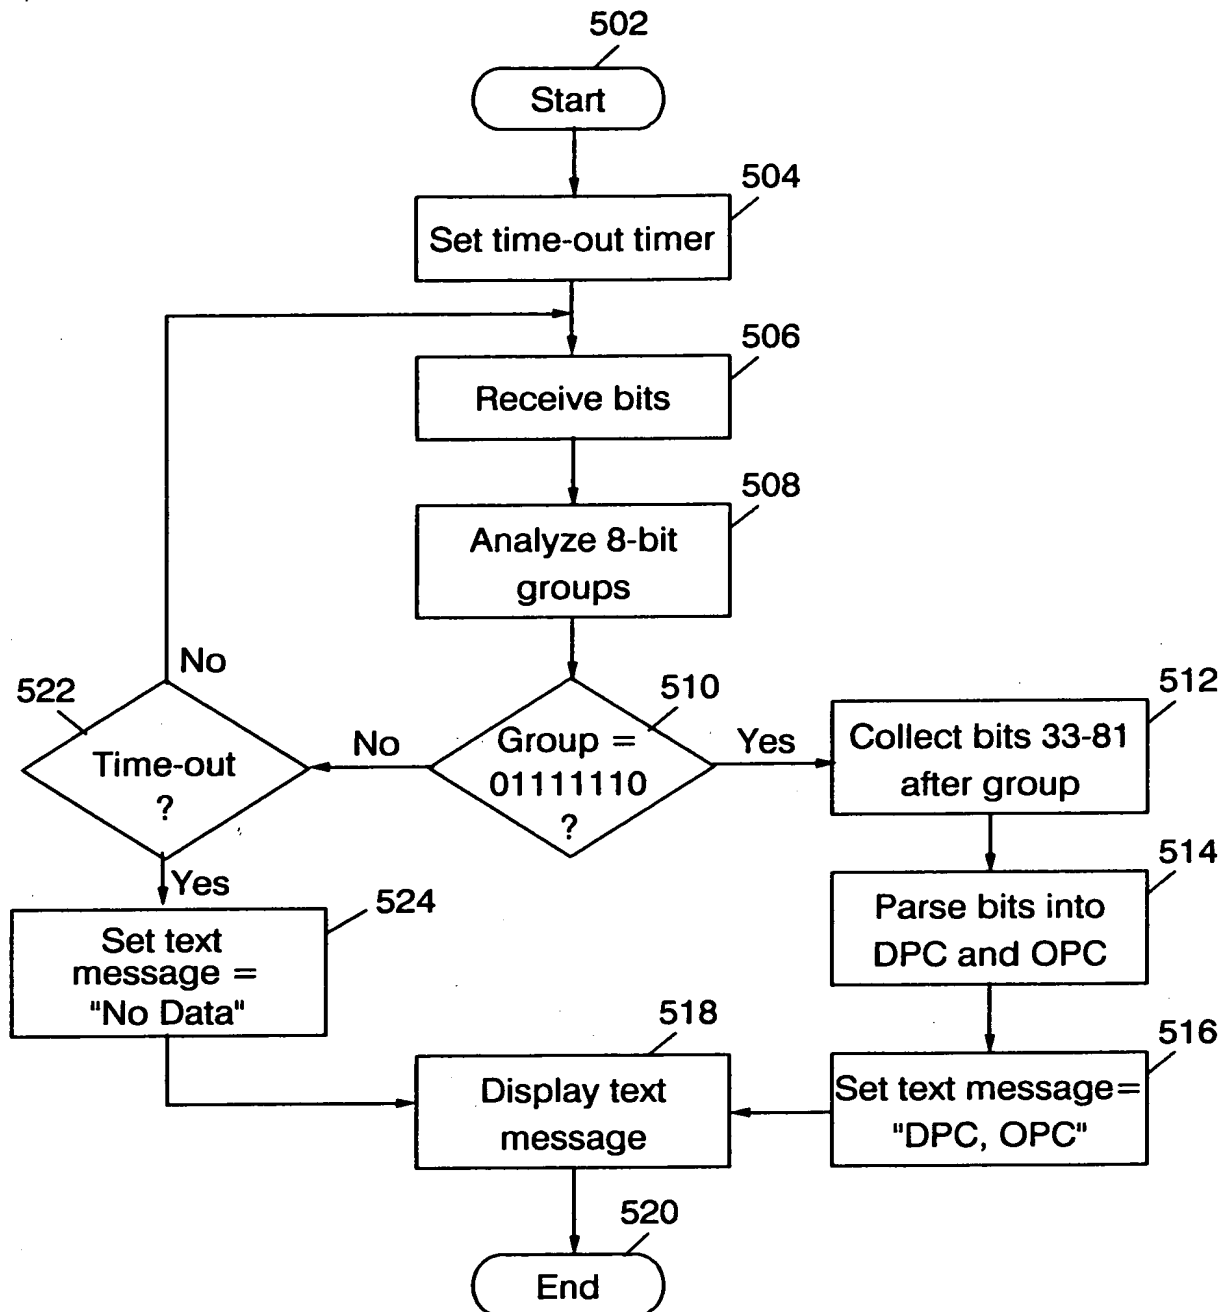 502
Start
504
Set time-out timer
506
Receive bits
508
Analyze 8-bit
groups
No
522
Time-out
?
No
510
Group =
01111110
?
Yes
512
Collect bits 33-81
after group
514
Parse bits into
DPC and OPC
Yes
524
Set text
message =
"No Data"
518
Display text
message
516
Set text message=
"DPC, OPC"
520
End